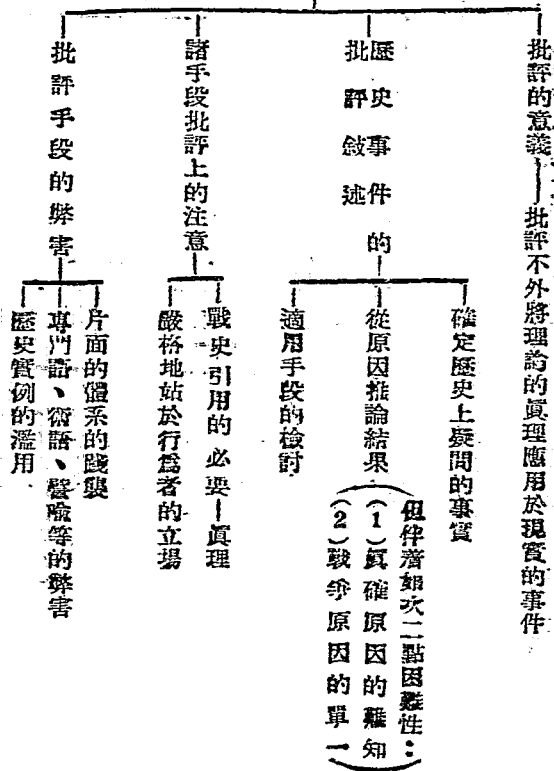 批評的意義——批評不外將理論的眞理應用於現實的事件
歷史事件的
批評敍述
確定歷史上疑問的事實
從原因推論結果
但伴着如次二點困難性：
（1）眞確原因的難知
（2）戰爭原因的單一
適用手段的檢討
諸手段批評上的注意
戰史引用的必要—眞理
嚴格地站於行爲者的立場
批評手段的弊害
片面的體系的踐襲
專門語、術語、譬喻等的弊害
歷史實例的濫用